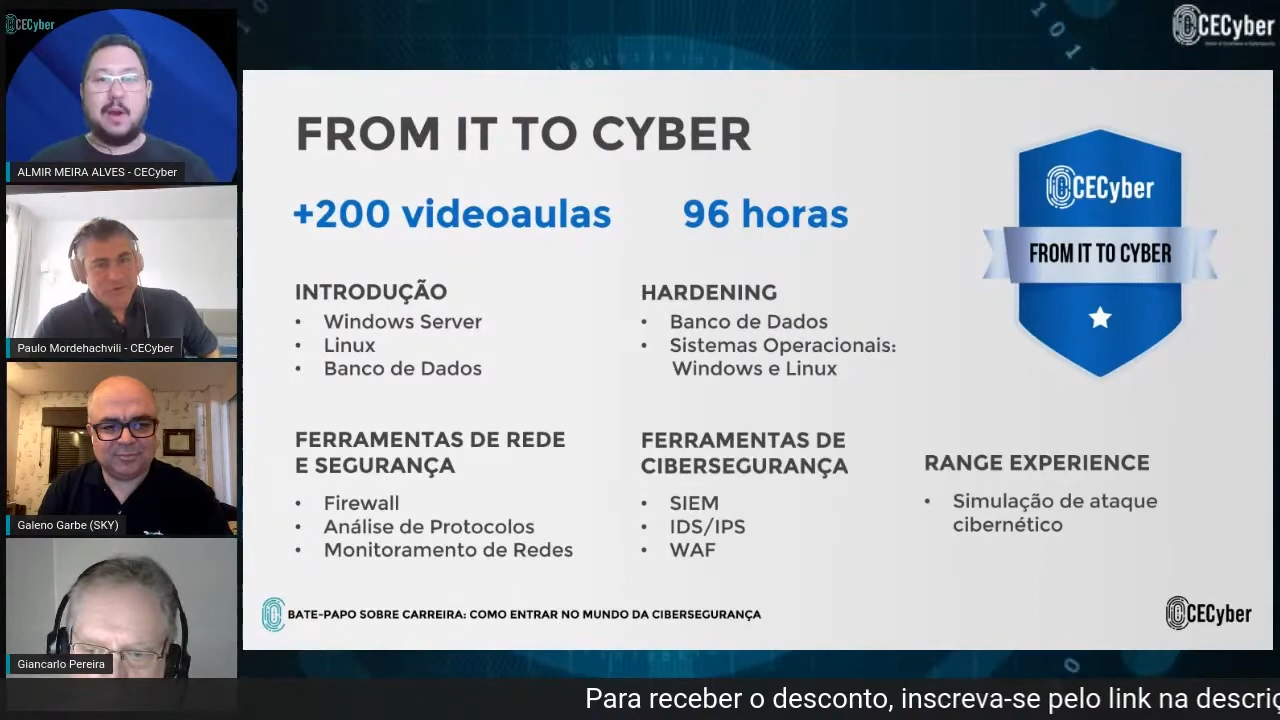 CECyber
ALMIR MEIRA ALVES - CECyber
Paulo Mordehachvili - CECyber
Galeno Garbe (SKY)
Giancarlo Pereira
CECyber
FROM IT TO CYBER
+200 videoaulas
96 horas
INTRODUÇÃO
• Windows Server
• Linux
• Banco de Dados
HARDENING
• Banco de Dados
• Sistemas Operacionais:
Windows e Linux
CECyber
FROM IT TO CYBER
FERRAMENTAS DE REDE
E SEGURANÇA
• Firewall
• Análise de Protocolos
• Monitoramento de Redes
FERRAMENTAS DE
CIBERSEGURANÇA
• SIEM
• IDS/IPS
• WAF
RANGE EXPERIENCE
• Simulação de ataque
cibernético
BATE-PAPO SOBRE CARREIRA: COMO ENTRAR NO MUNDO DA CIBERSEGURANÇA
CECyber
Para receber o desconto, inscreva-se pelo link na descriç